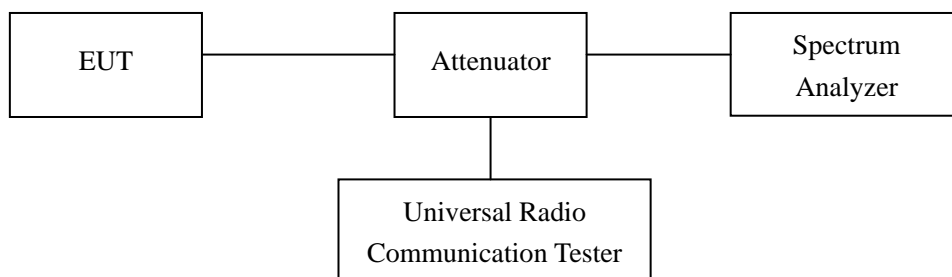 EUT
Attenuator
Spectrum
Analyzer
Universal Radio
Communication Tester